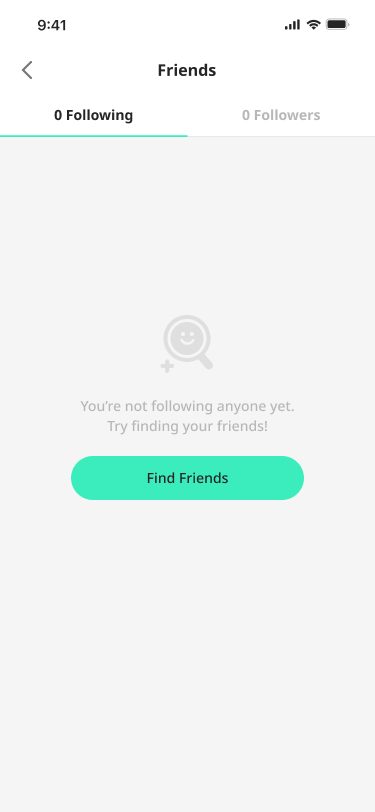 9:41
Friends
0 Following
0 Followers
You’re not following anyone yet.
Try finding your friends!
Find Friends